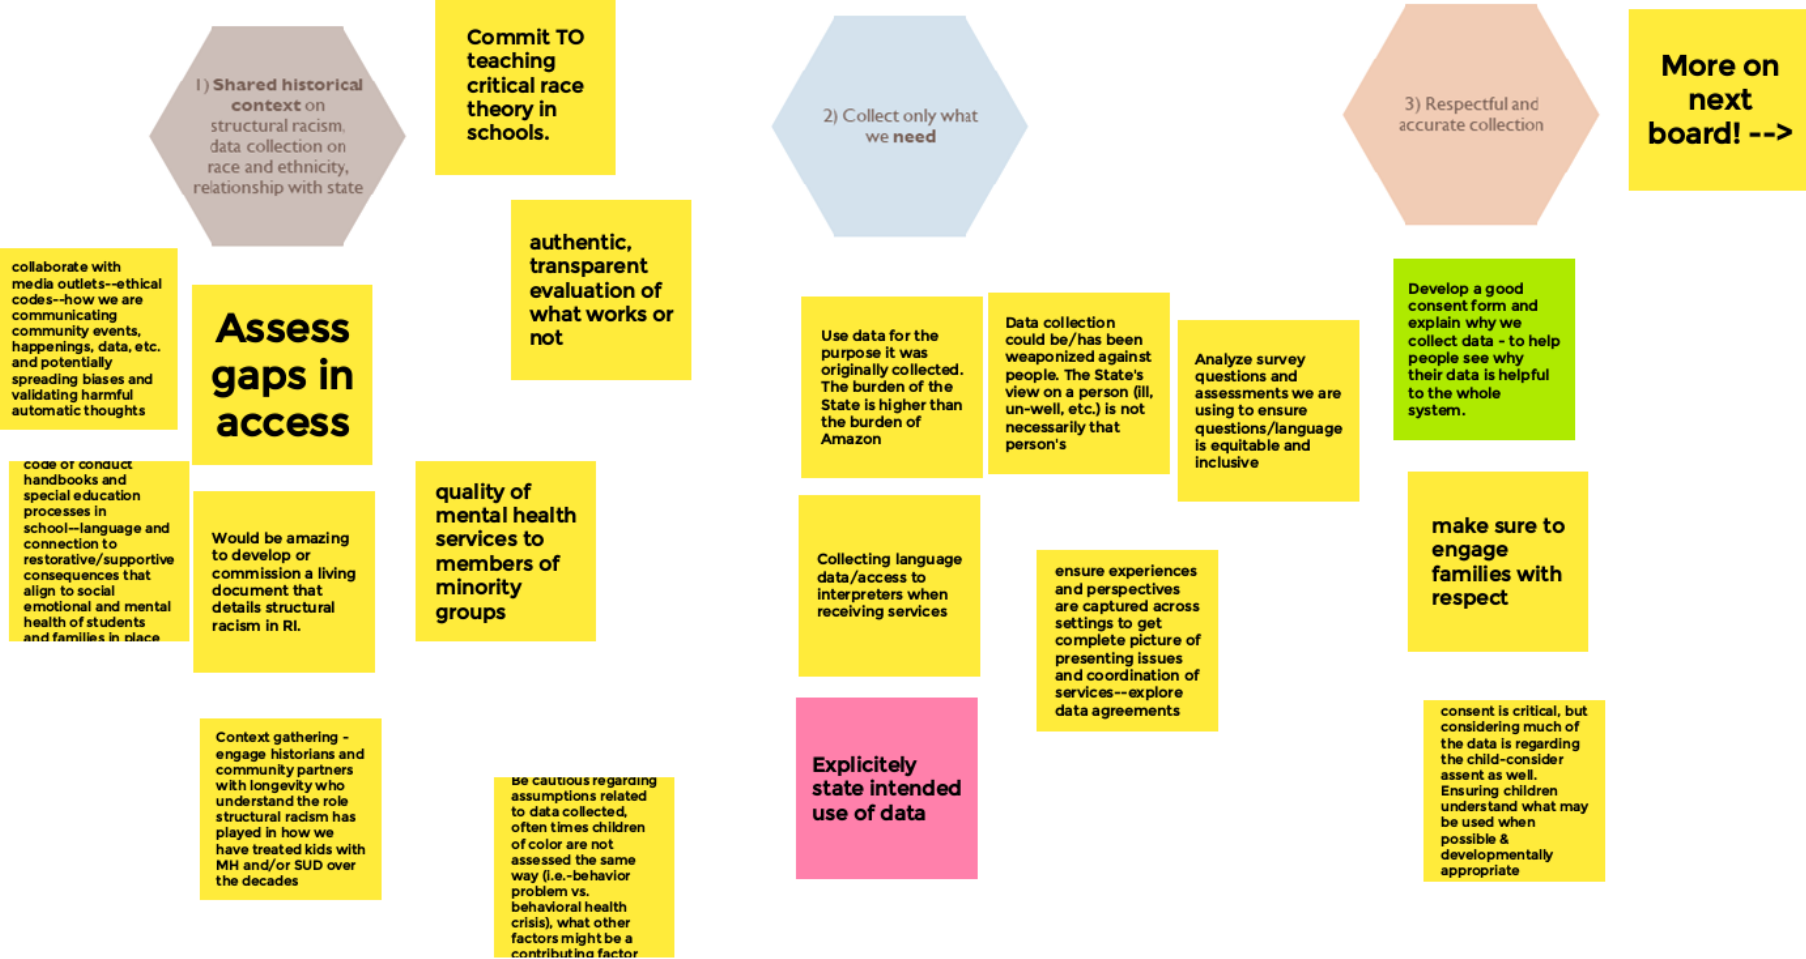 1) Shared historical
context on
structural racism,
data collection on
race and ethnicity,
relationship with state
Commit TO
teaching
critical race
theory in
schools.
authentic,
transparent
evaluation of
what works or
not
collaborate with
media outlets--ethical
codes--how we are
communicating
community events,
happenings, data, etc.
and potentially
spreading biases and
validating harmful
automatic thoughts
Assess
gaps in
access
code of conduct
handbooks and
special education
processes in
school--language and
connection to
restorative/supportive
consequences that
align to social
emotional and mental
health of students
and families in place
Would be amazing
to develop or
commission a living
document that
details structural
racism in RI.
quality of
mental health
services to
members of
minority
groups
Context gathering -
engage historians and
community partners
with longevity who
understand the role
structural racism has
played in how we
have treated kids with
MH and/or SUD over
the decades
Be cautious regarding
assumptions related
to data collected,
often times children
of color are not
assessed the same
way (i.e.-behavior
problem vs.
behavioral health
crisis), what other
factors might be a
contributing factor
2) Collect only what
we need
Use data for the
purpose it was
originally collected.
The burden of the
State is higher than
the burden of
Amazon
Data collection
could be/has been
weaponized against
people. The State's
view on a person (ill,
un-well, etc.) is not
necessarily that
person's
Analyze survey
questions and
assessments we are
using to ensure
questions/language
is equitable and
inclusive
Collecting language
data/access to
interpreters when
receiving services
ensure experiences
and perspectives
are captured across
settings to get
complete picture of
presenting issues
and coordination of
services--explore
data agreements
Explicitely
state intended
use of data
3) Respectful and
accurate collection
More on
next
board! -->
Develop a good
consent form and
explain why we
collect data - to help
people see why
their data is helpful
to the whole
system.
make sure to
engage
families with
respect
consent is critical, but
considering much of
the data is regarding
the child-consider
assent as well.
Ensuring children
understand what may
be used when
possible &
developmentally
appropriate